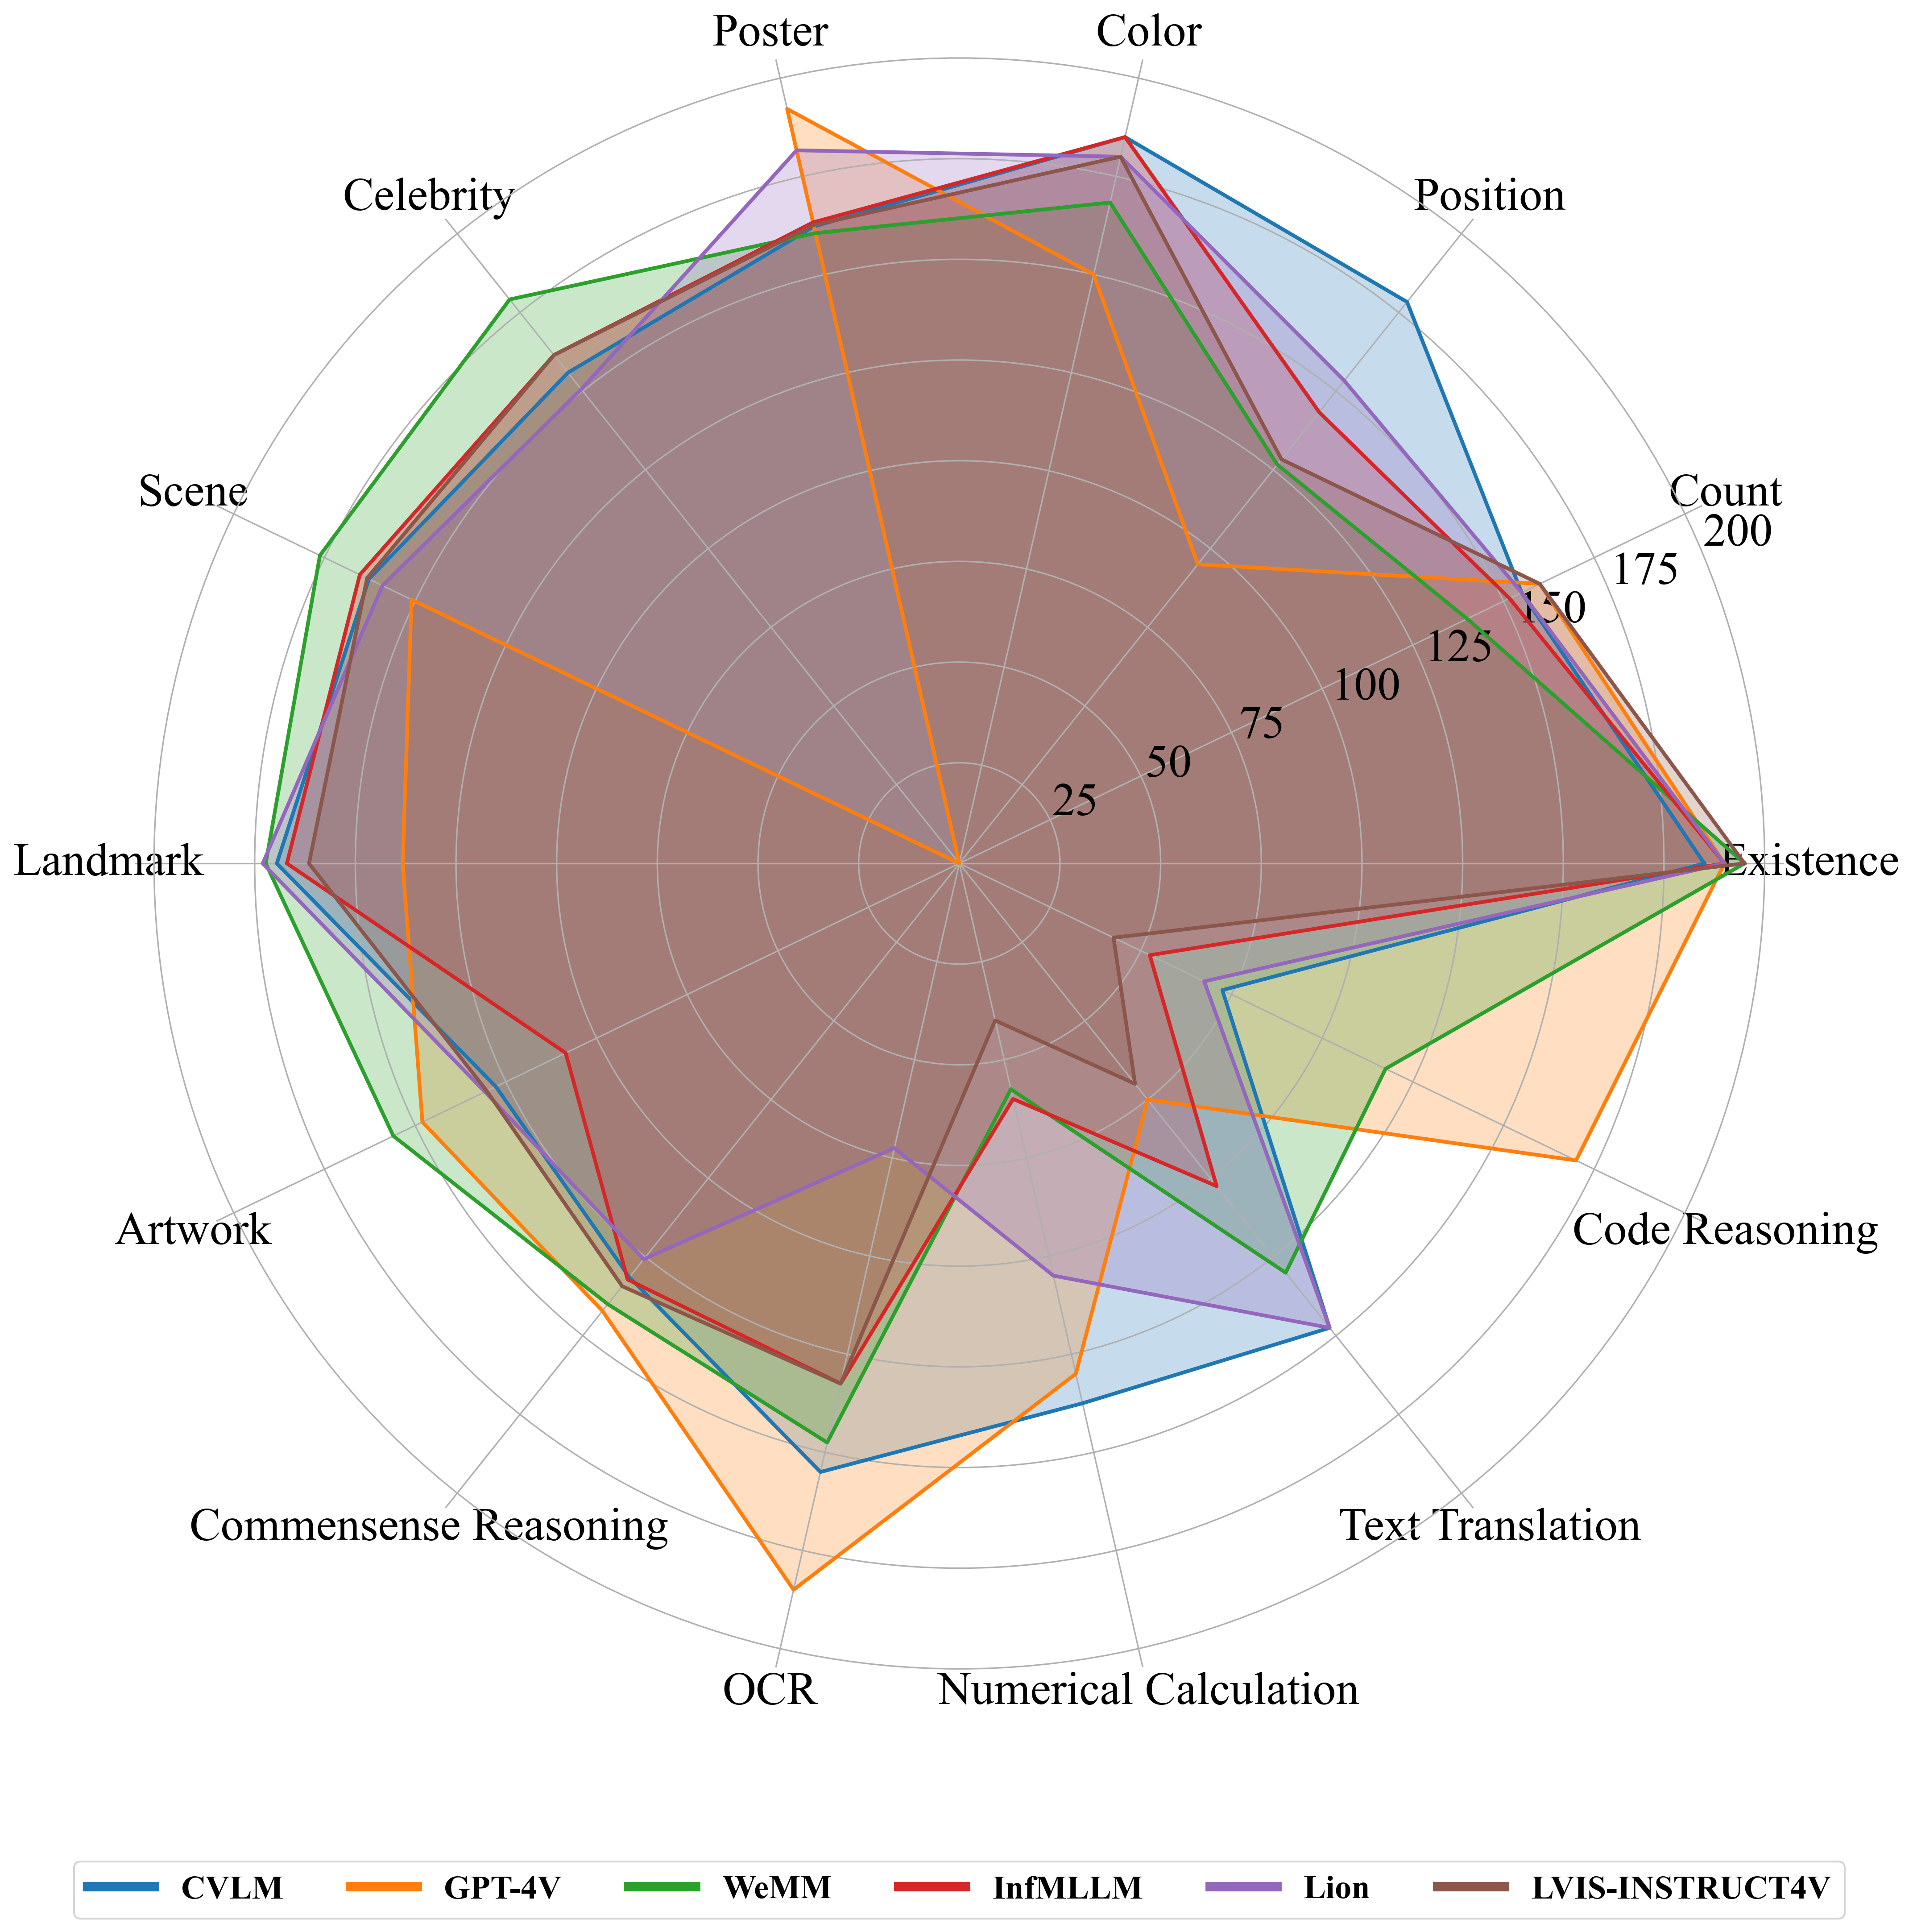 Poster
Color
Celebrity
Position
Scene
Count
200
175
150
125
100
75
50
25
Landmark
Existence
Artwork
Code Reasoning
Commensense Reasoning
Text Translation
OCR
Numerical Calculation
CVLM GPT-4V WeMM InfMLLM Lion LVIS-INSTRUCT4V